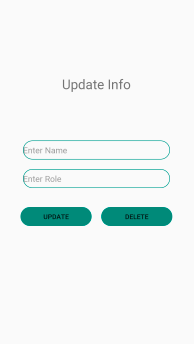 Update Info
Enter Name
Enter Role
UPDATE DELETE